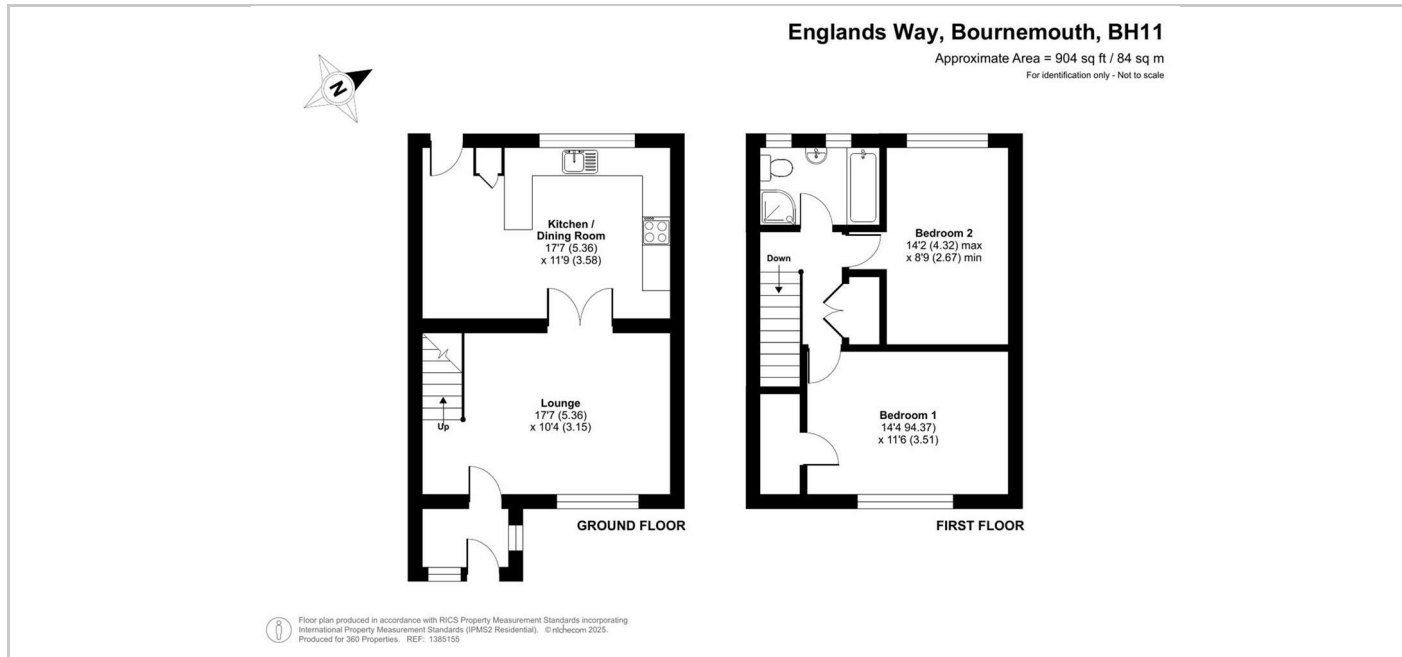 Englands Way, Bournemouth, BH11
Approximate Area = 904 sq ft / 84 sq m
For identification only - Not to scale
N
Kitchen /
Dining Room
17'7 (5.36)
x 11'9 (3.58)
Lounge
17'7 (5.36)
x 10'4 (3.15)
Up
GROUND FLOOR
Bedroom 2
14'2 (4.32) max
x 8'9 (2.67) min
Down
Bedroom 1
14'4 94.37)
x 11'6 (3.51)
FIRST FLOOR
Floor plan produced in accordance with RICS Property Measurement Standards incorporating
International Property Measurement Standards (IPMS2 Residential). © nichecom 2025.
Produced for 360 Properties. REF: 1385155